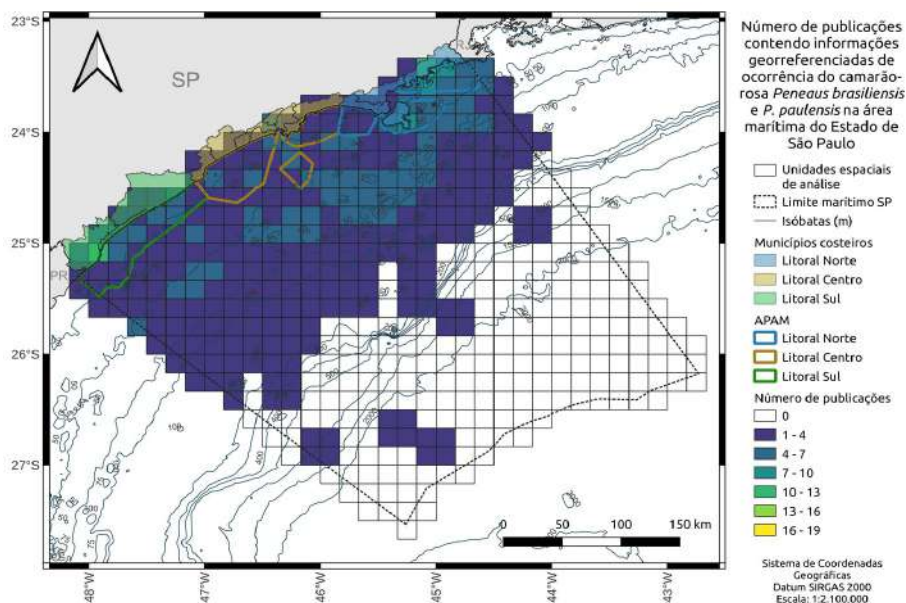 Número de publicações
contendo informações
georreferenciadas de
ocorrência do camarão-
rosa Peneaus brasiliensis
e P. paulensis na área
marítima do Estado de
São Paulo
Unidades espaciais
de análise
Limite marítimo SP
Isóbatas (m)
Municípios costeiros
Litoral Norte
Litoral Centro
Litoral Sul
APAM
Litoral Norte
Litoral Centro
Litoral Sul
Número de publicações
0
1 - 4
4 - 7
7 - 10
10 - 13
13 - 16
16 - 19
Sistema de Coordenadas
Geográficas
Datum SIRGAS 2000
Escala: 1:2.100.000
23°S
24°S
25°S
26°S
27°S
48°W
47°W
46°W
45°W
44°W
43°W
SP
RJ
PR
0 50 100 150 km